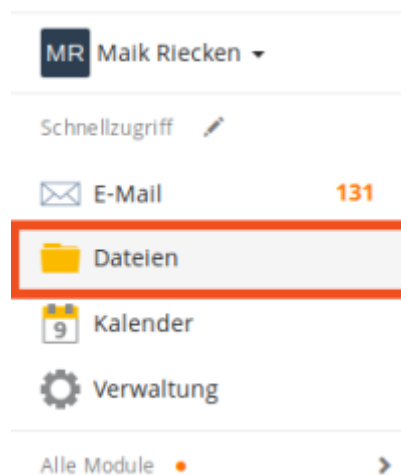 MR Maik Riecken
Schnellzugriff
E-Mail 131
Dateien
9 Kalender
Verwaltung
Alle Module